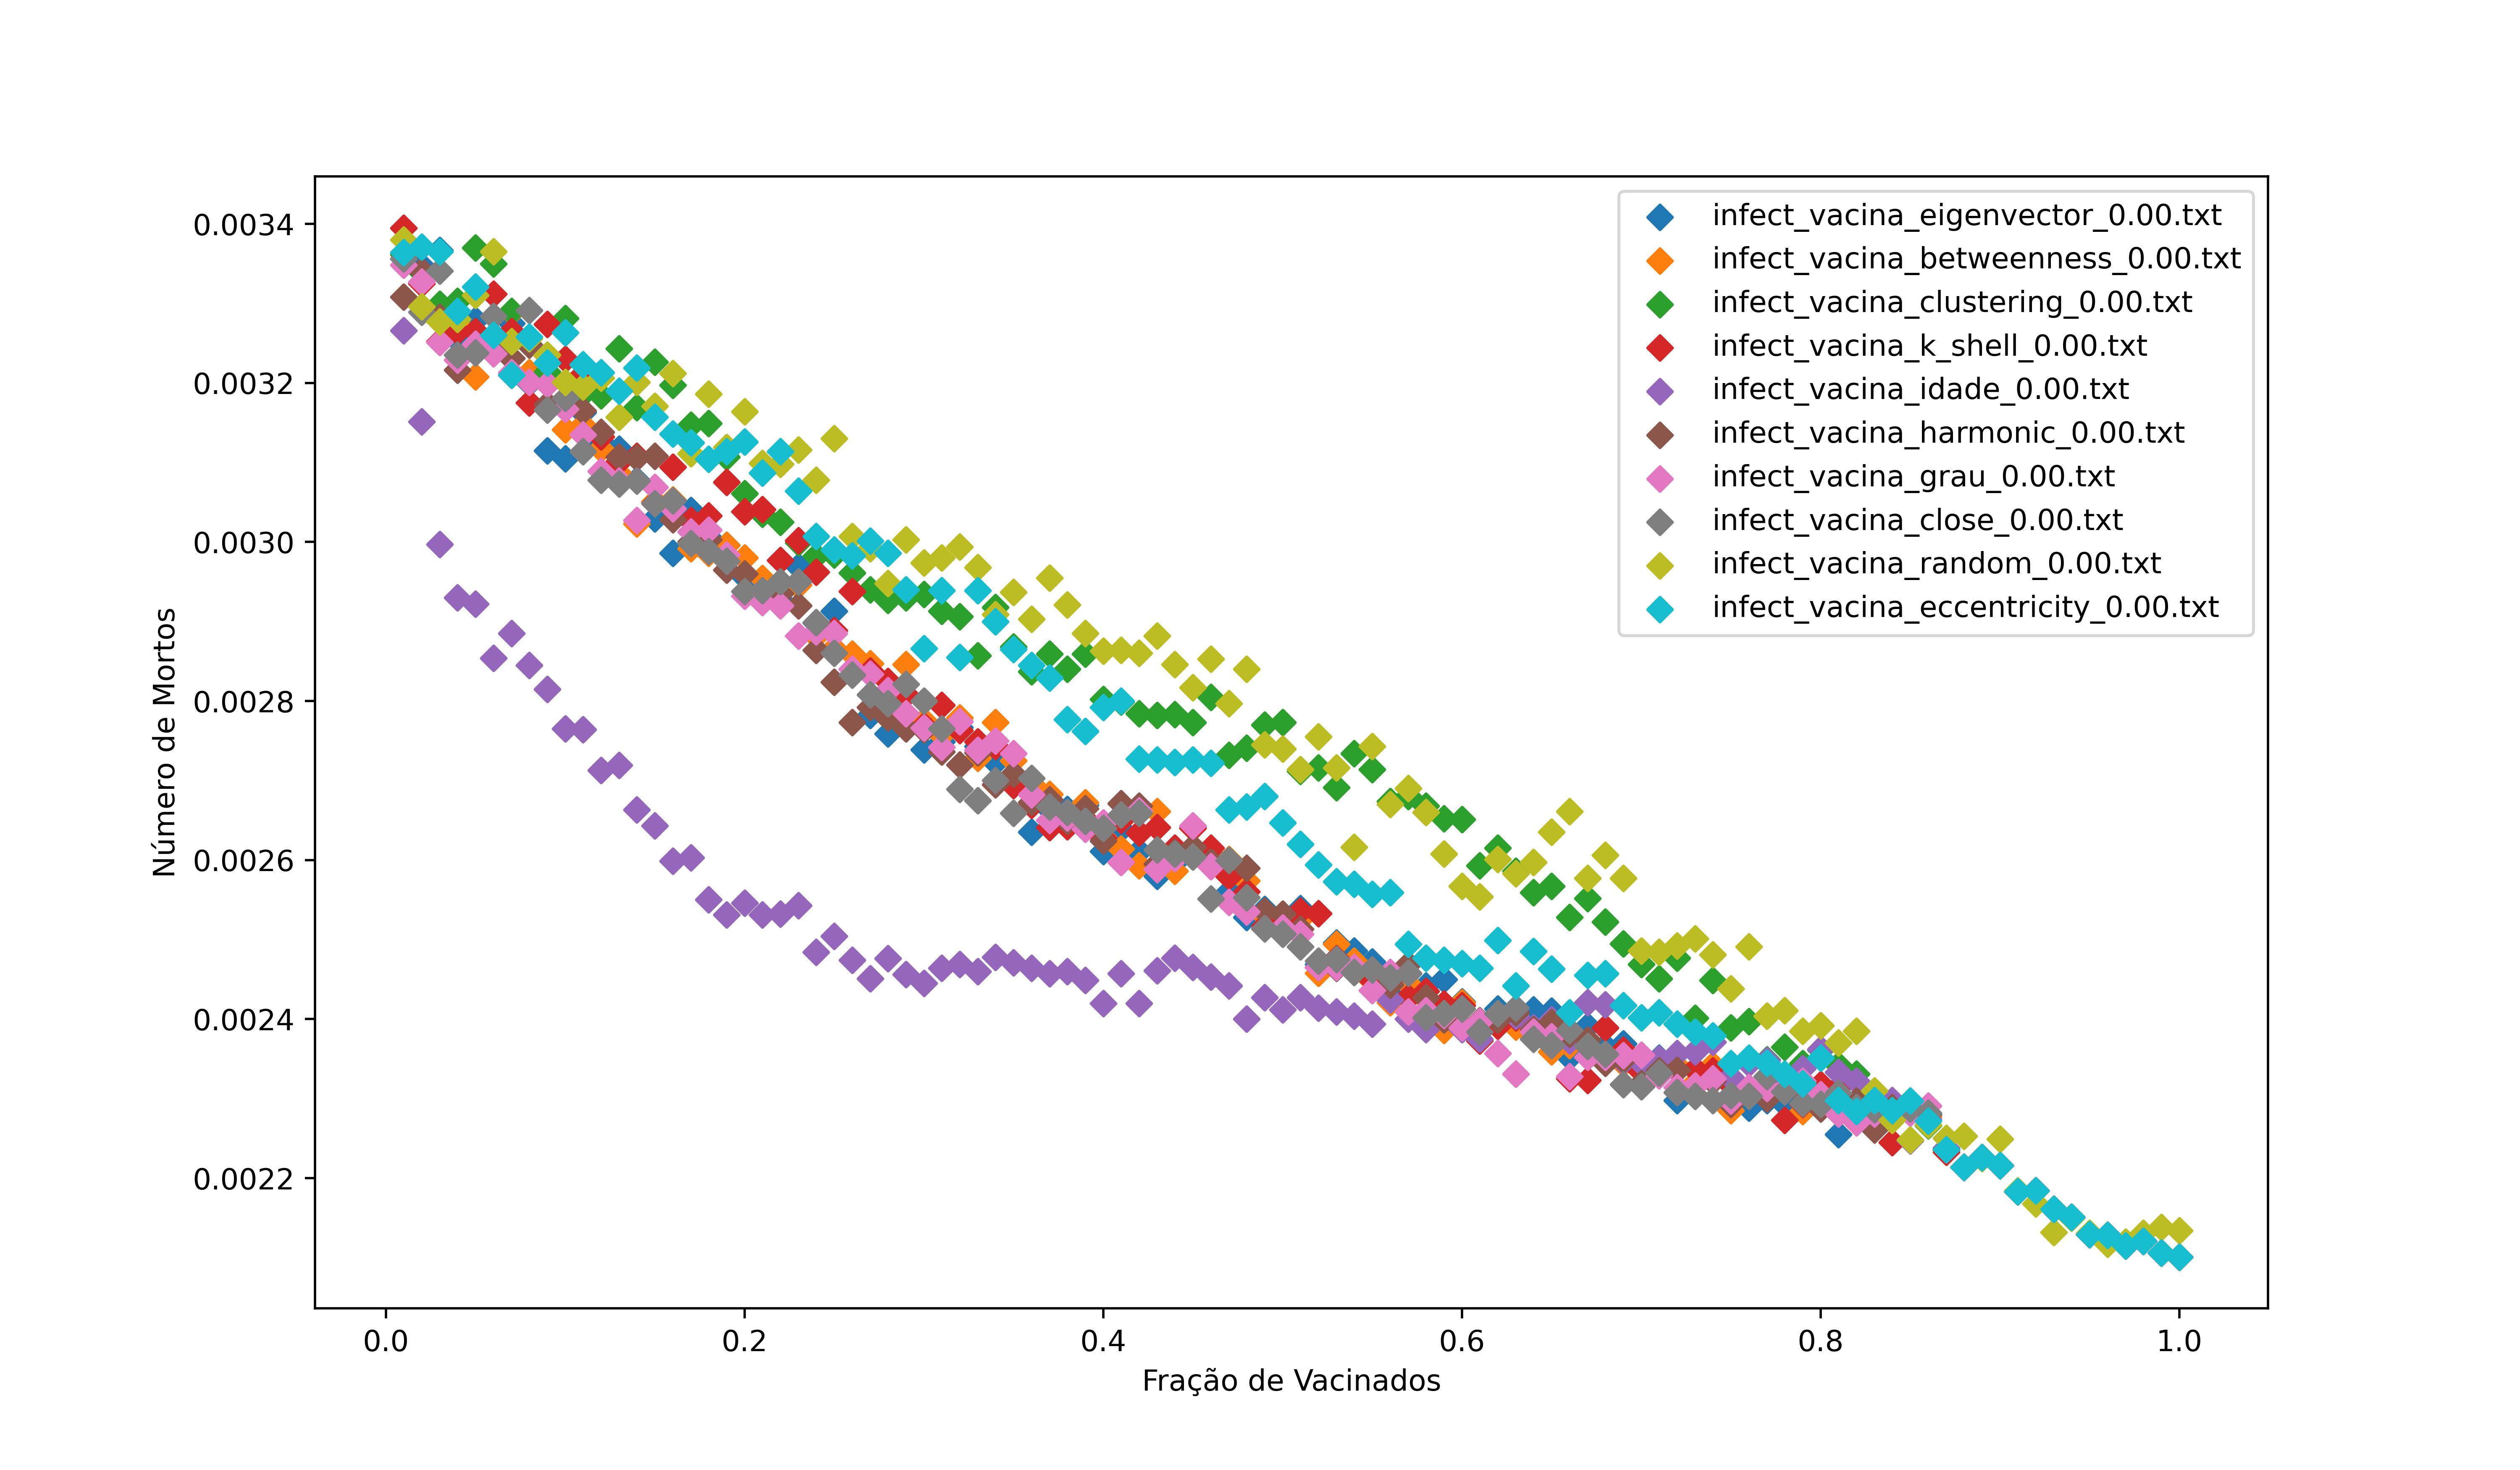 0.0034
0.0032
0.0030
0.0028
0.0026
0.0024
0.0022
Número de Mortos
infect_vacina_eigenvector_0.00.txt
infect_vacina_betweenness_0.00.txt
infect_vacina_clustering_0.00.txt
infect_vacina_k_shell_0.00.txt
infect_vacina_idade_0.00.txt
infect_vacina_harmonic_0.00.txt
infect_vacina_grau_0.00.txt
infect_vacina_close_0.00.txt
infect_vacina_random_0.00.txt
infect_vacina_eccentricity_0.00.txt
0.0 0.2 0.4 0.6 0.8 1.0
Fração de Vacinados